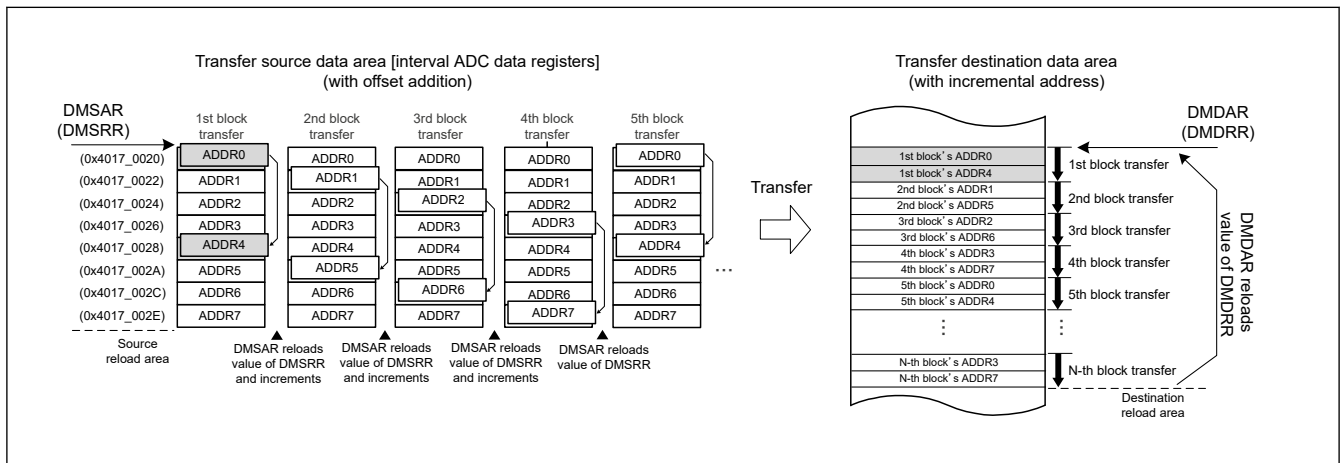 Transfer source data area [interval ADC data registers]
(with offset addition)
DMSAR
(DMSRR)
1st block
transfer
2nd block
transfer
3rd block
transfer
4th block
transfer
5th block
transfer
(0x4017_0020)
ADDR0
ADDR0
ADDR0
ADDR0
ADDR0
(0x4017_0022)
ADDR1
ADDR1
ADDR1
ADDR1
ADDR1
(0x4017_0024)
ADDR2
ADDR2
ADDR2
ADDR2
ADDR2
(0x4017_0026)
ADDR3
ADDR3
ADDR3
ADDR3
ADDR3
(0x4017_0028)
ADDR4
ADDR4
ADDR4
ADDR4
ADDR4
(0x4017_002A)
ADDR5
ADDR5
ADDR5
ADDR5
ADDR5
...
(0x4017_002C)
ADDR6
ADDR6
ADDR6
ADDR6
ADDR6
(0x4017_002E)
ADDR7
ADDR7
ADDR7
ADDR7
ADDR7
Source
reload area
DMSAR reloads
value of DMSRR
and increments
DMSAR reloads
value of DMSRR
and increments
DMSAR reloads
value of DMSRR
and increments
DMSAR reloads
value of DMSRR
Transfer
Transfer destination data area
(with incremental address)
DMDAR
(DMDRR)
1st block's ADDR0
1st block's ADDR4
1st block transfer
2nd block's ADDR1
2nd block's ADDR5
2nd block transfer
3rd block's ADDR2
3rd block's ADDR6
3rd block transfer
4th block's ADDR3
4th block's ADDR7
4th block transfer
5th block's ADDR0
5th block's ADDR4
5th block transfer
N-th block's ADDR3
N-th block's ADDR7
N-th block transfer
Destination
reload area
DMDAR reloads
value of DMDRR